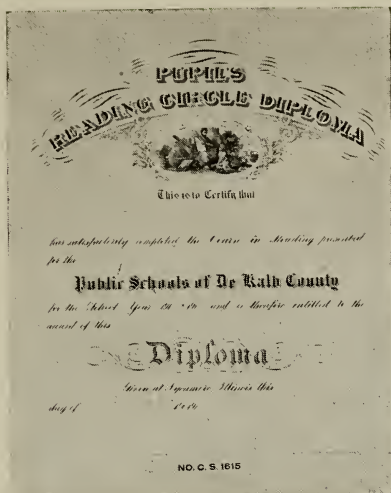 PUPIL'S
READING CIRCLE DIPLOMA
This is to Certify that
has satisfactorily completed the Course in Reading prescribed
for the
Public Schools of De Kalb County
for the School Year and is therefore entitled to the
award of this
Diploma
Given at Sycamore Illinois this
day of
NO. C. S. 1615